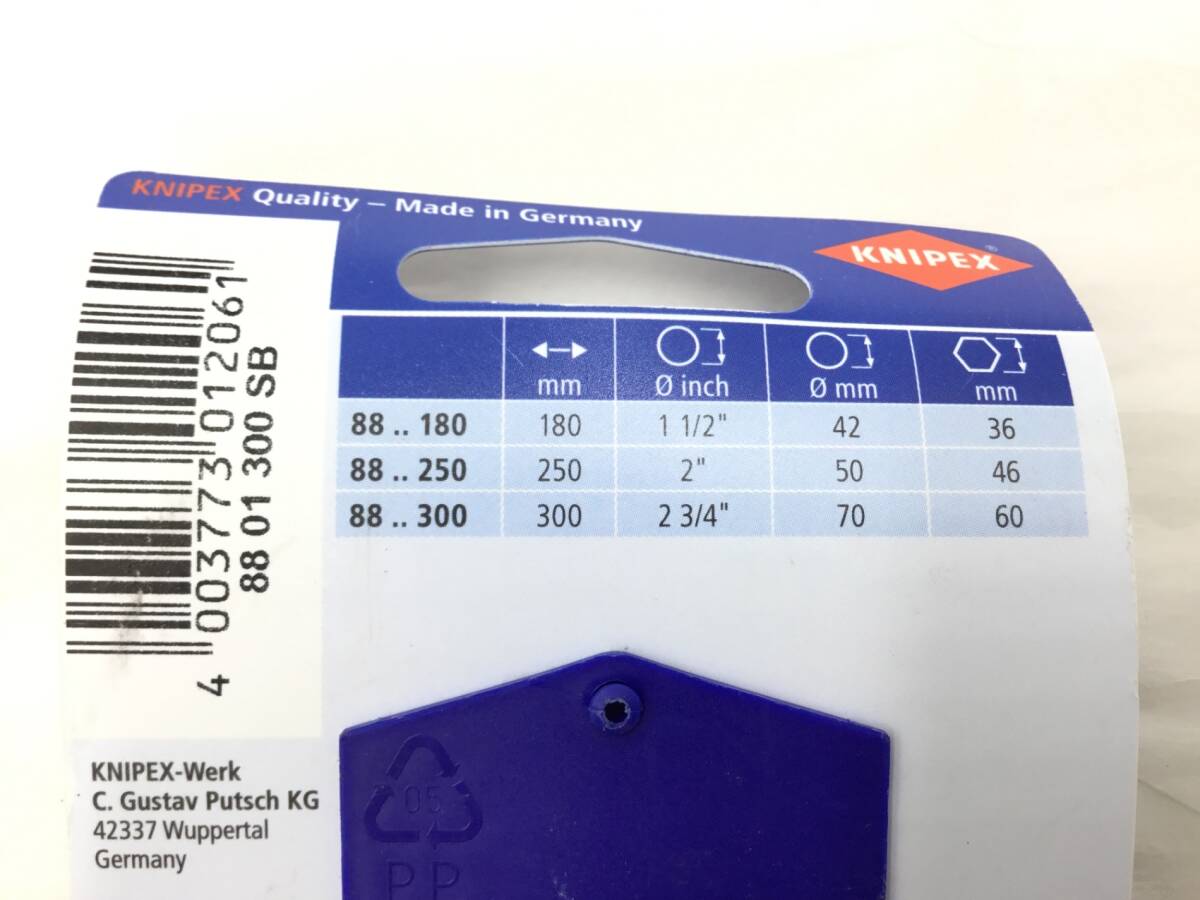 KNIPEX Quality – Made in Germany
KNIPEX ®
mm Ø inch Ø mm mm
88 .. 180 180 1 1/2" 42 36
88 .. 250 250 2" 50 46
88 .. 300 300 2 3/4" 70 60
4 003773 012061
88 01 300 SB
KNIPEX-Werk
C. Gustav Putsch KG
42337 Wuppertal
Germany
05
PP